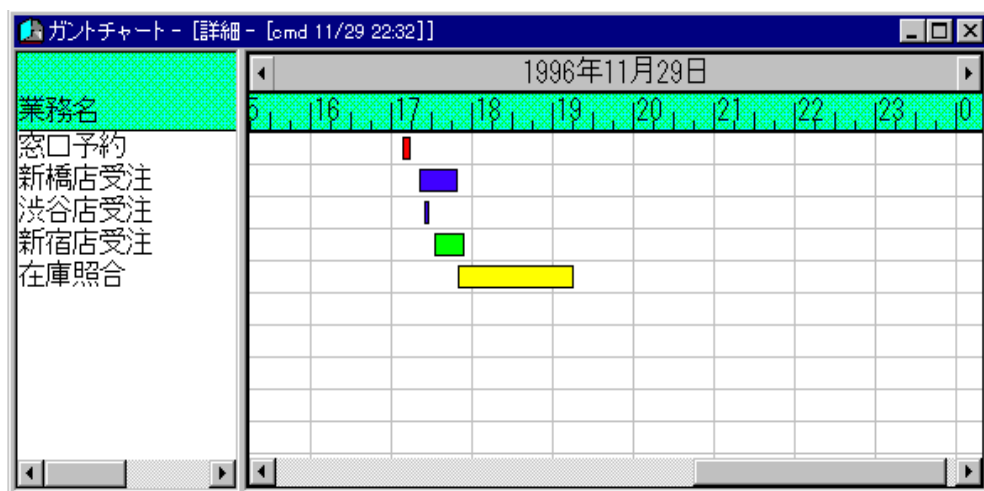 ガントチャート - [詳細 - [cmd 11/29 22:32]]
1996年11月29日
業務名
5 16 17 18 19 20 21 22 23 0
窓口予約
新橋店受注
渋谷店受注
新宿店受注
在庫照合